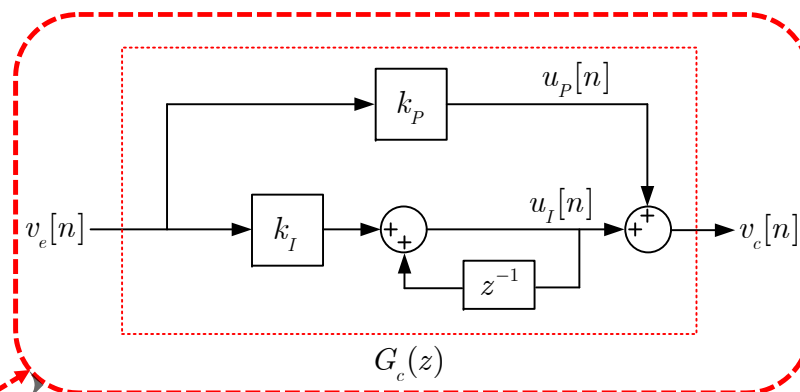 u_P[n]
k_P
v_e[n]
k_I
+
+
u_I[n]
+
+
v_c[n]
z^{-1}
G_c(z)